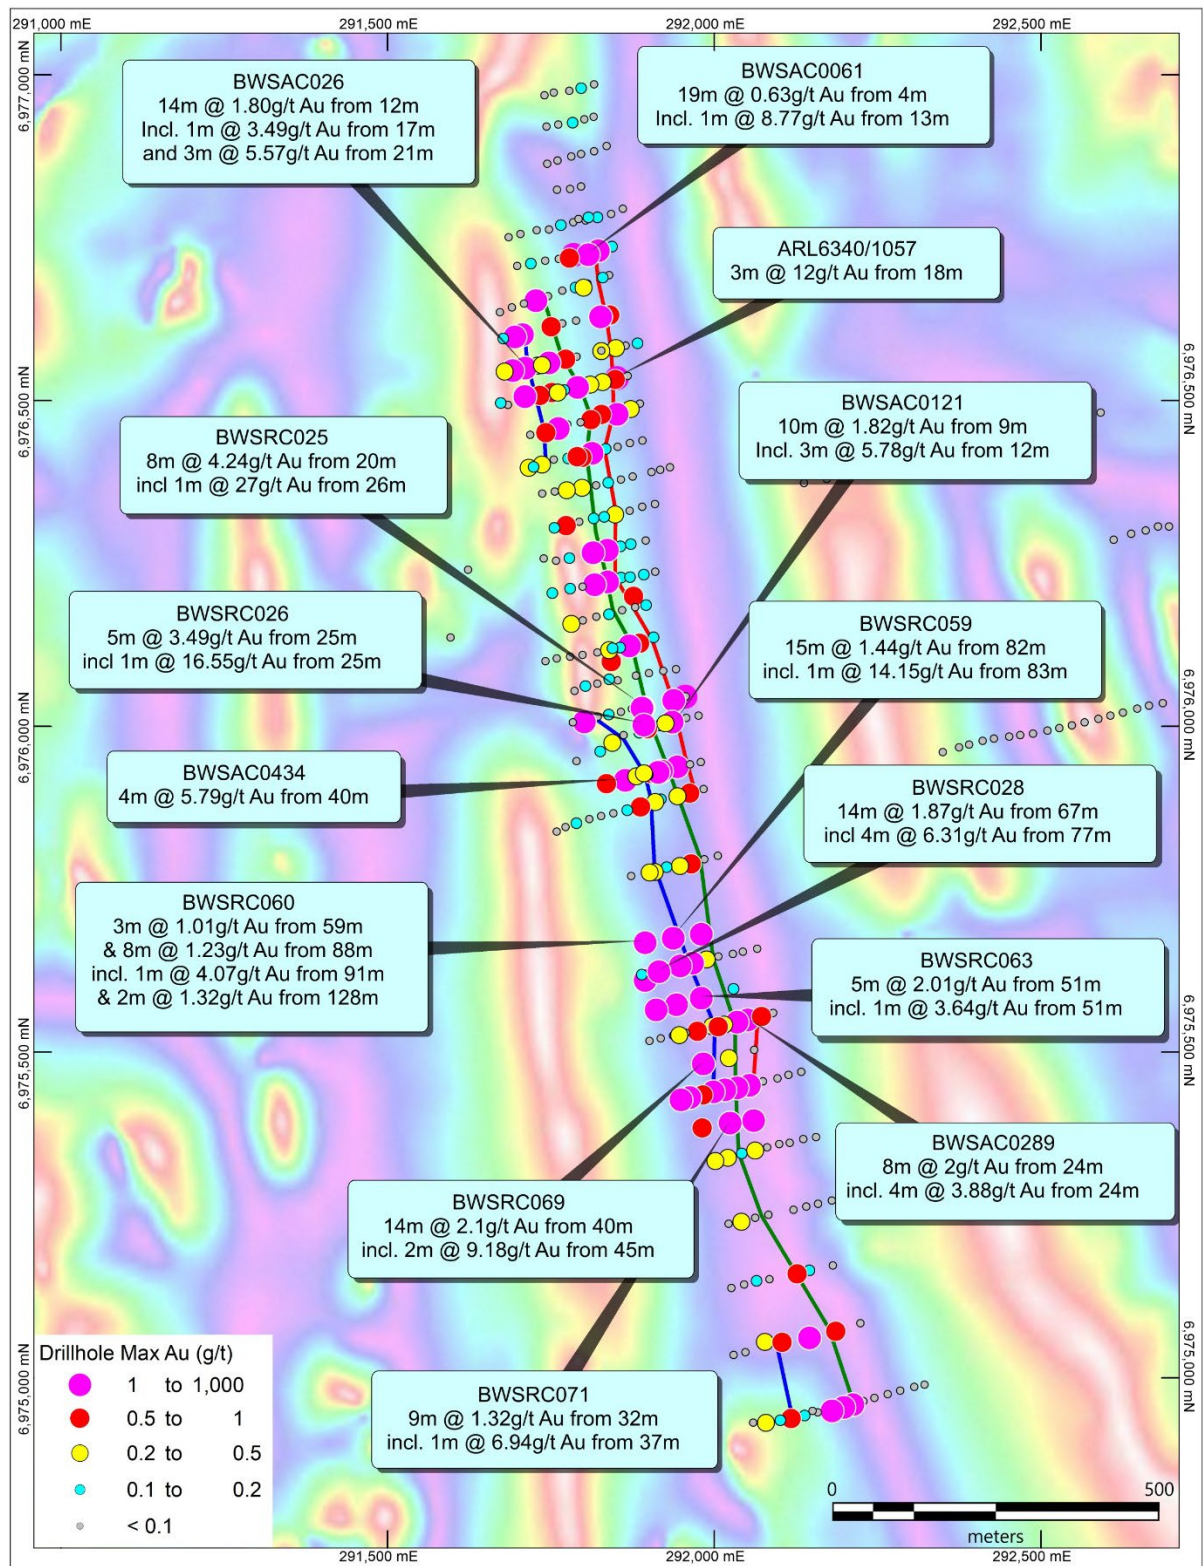 291,000 mE
291,500 mE
292,000 mE
292,500 mE
6,977,000 mN
6,976,500 mN
6,976,000 mN
6,975,500 mN
6,975,000 mN
BWSAC026
14m @ 1.80g/t Au from 12m
Incl. 1m @ 3.49g/t Au from 17m
and 3m @ 5.57g/t Au from 21m
BWSAC0061
19m @ 0.63g/t Au from 4m
Incl. 1m @ 8.77g/t Au from 13m
ARL6340/1057
3m @ 12g/t Au from 18m
BWSAC0121
10m @ 1.82g/t Au from 9m
Incl. 3m @ 5.78g/t Au from 12m
BWSRC025
8m @ 4.24g/t Au from 20m
incl 1m @ 27g/t Au from 26m
BWSRC026
5m @ 3.49g/t Au from 25m
incl 1m @ 16.55g/t Au from 25m
BWSRC059
15m @ 1.44g/t Au from 82m
incl. 1m @ 14.15g/t Au from 83m
BWSAC0434
4m @ 5.79g/t Au from 40m
BWSRC028
14m @ 1.87g/t Au from 67m
incl 4m @ 6.31g/t Au from 77m
BWSRC060
3m @ 1.01g/t Au from 59m
& 8m @ 1.23g/t Au from 88m
incl. 1m @ 4.07g/t Au from 91m
& 2m @ 1.32g/t Au from 128m
BWSRC063
5m @ 2.01g/t Au from 51m
incl. 1m @ 3.64g/t Au from 51m
BWSAC0289
8m @ 2g/t Au from 24m
incl. 4m @ 3.88g/t Au from 24m
BWSRC069
14m @ 2.1g/t Au from 40m
incl. 2m @ 9.18g/t Au from 45m
BWSRC071
9m @ 1.32g/t Au from 32m
incl. 1m @ 6.94g/t Au from 37m
Drillhole Max Au (g/t)
1 to 1,000
0.5 to 1
0.2 to 0.5
0.1 to 0.2
< 0.1
0 500
meters
6,977,000 mN
6,976,500 mN
6,976,000 mN
6,975,500 mN
6,975,000 mN
291,500 mE
292,000 mE
292,500 mE